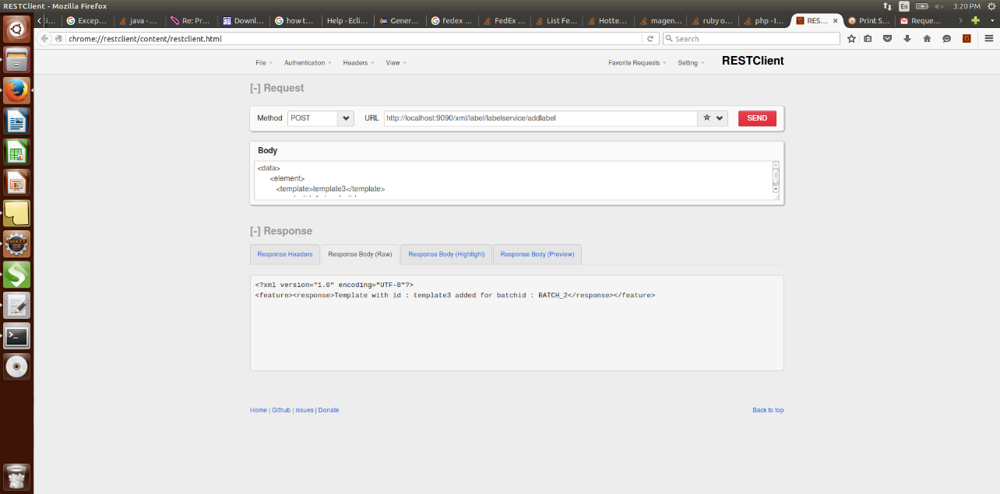 RESTClient - Mozilla Firefox
En
3:20 PM
i...
Excep...
java -...
Re: Pr...
Downl...
how t...
Help - Ecli...
Gener...
fedex ...
FedEx ...
List Fe...
Hotte...
magen...
ruby o...
php - I...
RES...
Print S...
Reque...
chrome://restclient/content/restclient.html
Search
File
Authentication
Headers
View
Favorite Requests
Setting
RESTClient
[-] Request
Method
POST
URL
http://localhost:9090/xml/label/labelservice/addlabel
SEND
Body
<data>
<element>
<template>template3</template>
[-] Response
Response Headers
Response Body (Raw)
Response Body (Highlight)
Response Body (Preview)
<?xml version="1.0" encoding="UTF-8"?>
<feature><response>Template with id : template3 added for batchid : BATCH_2</response></feature>
Home | Github | Issues | Donate
Back to top